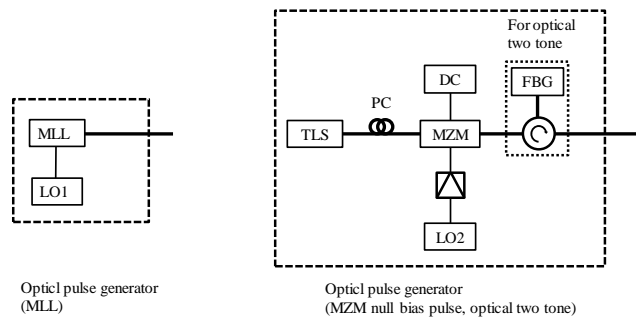 For optical
two tone
DC
FBG
PC
MLL
TLS
MZM
LO1
LO2
Opticl pulse generator
(MLL)
Opticl pulse generator
(MZM null bias pulse, optical two tone)